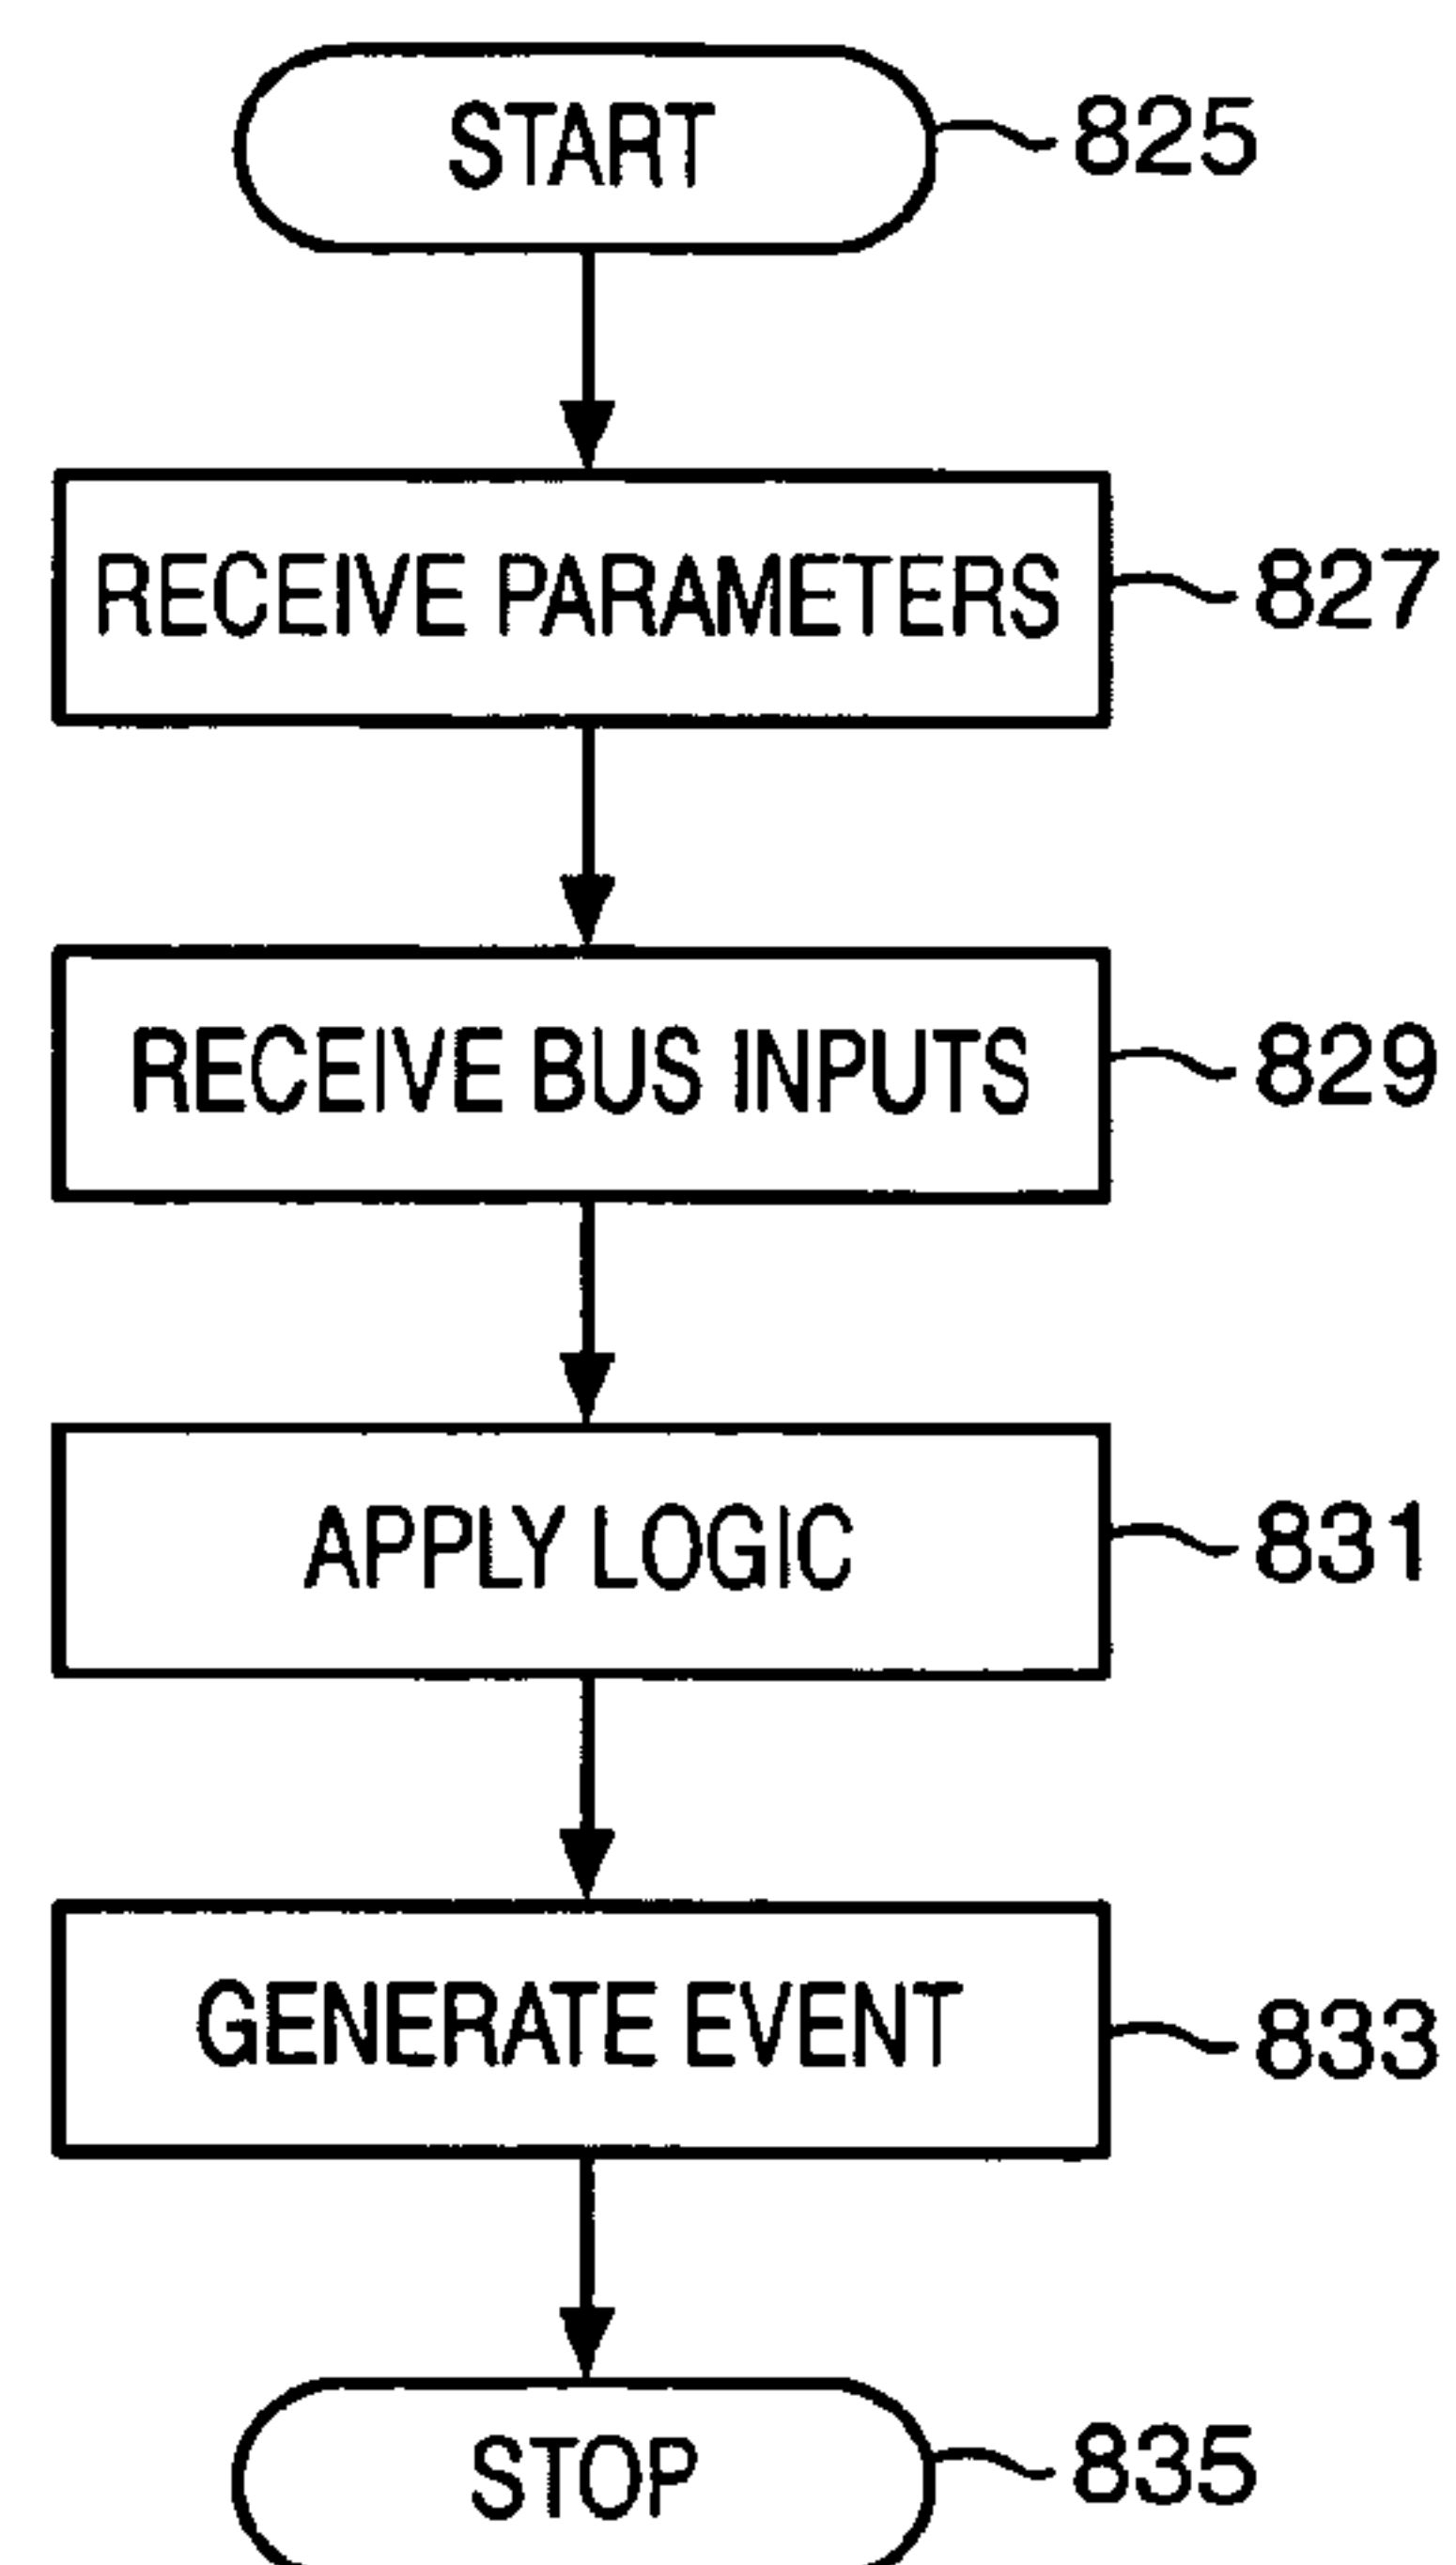 START 825
RECEIVE PARAMETERS 827
RECEIVE BUS INPUTS 829
APPLY LOGIC 831
GENERATE EVENT 833
STOP 835